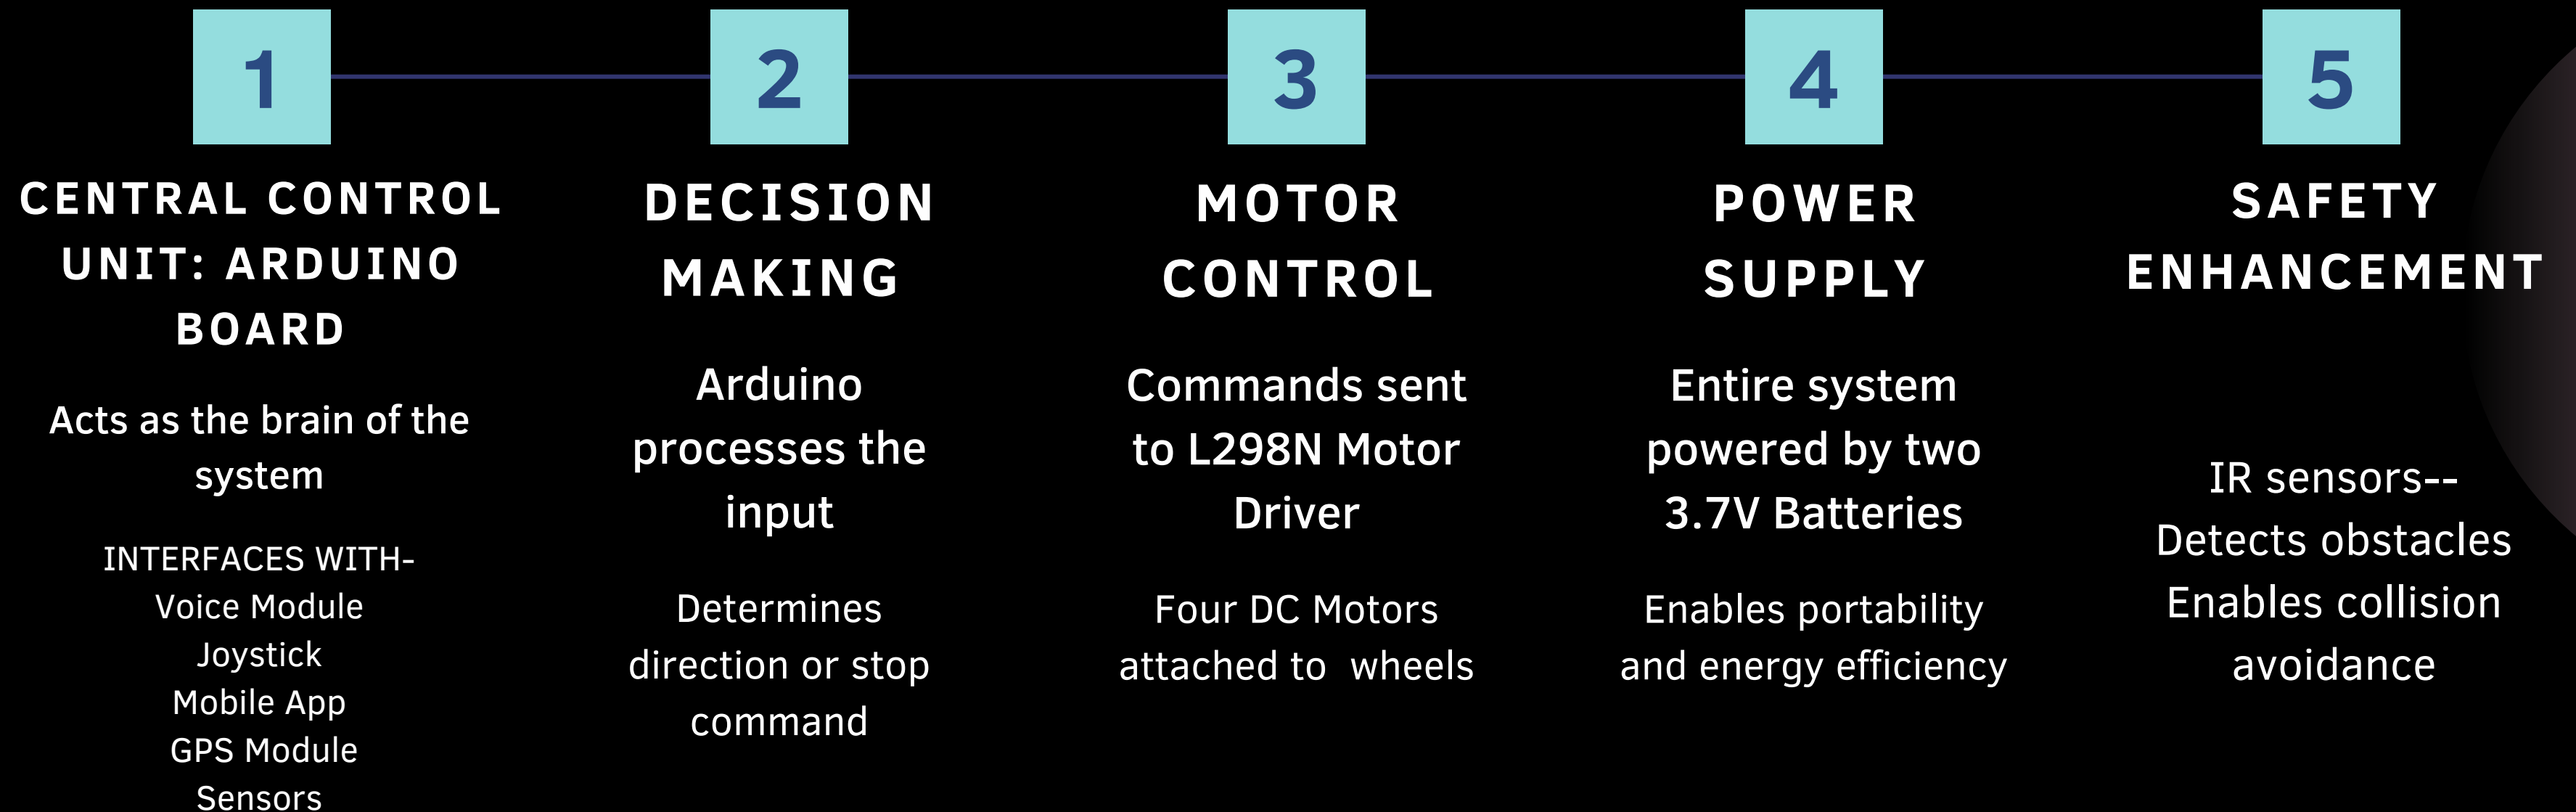 1
CENTRAL CONTROL
UNIT: ARDUINO
BOARD
Acts as the brain of the
system
INTERFACES WITH-
Voice Module
Joystick
Mobile App
GPS Module
Sensors
2
DECISION
MAKING
Arduino
processes the
input
Determines
direction or stop
command
3
MOTOR
CONTROL
Commands sent
to L298N Motor
Driver
Four DC Motors
attached to  wheels
4
POWER
SUPPLY
Entire system
powered by two
3.7V Batteries
Enables portability
and energy efficiency
5
SAFETY
ENHANCEMENT
IR sensors--
Detects obstacles
Enables collision
avoidance